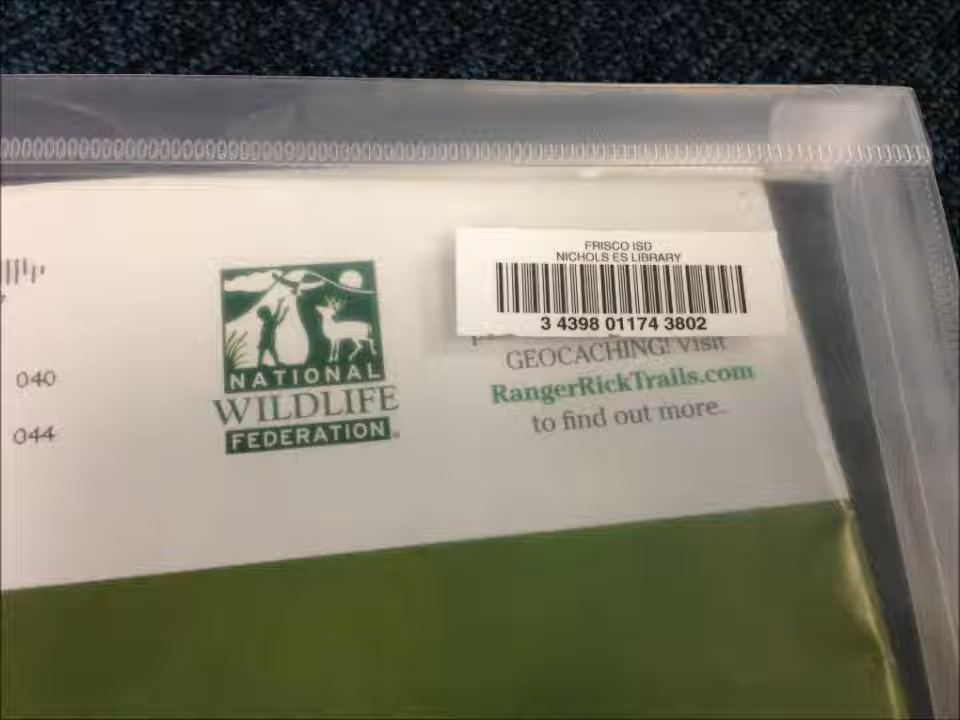 FRISCO ISD
NICHOLS ES LIBRARY
3 4398 01174 3802
GEOCACHING! Visit
RangerRickTrails.com
to find out more.
NATIONAL
WILDLIFE
FEDERATION
040
044